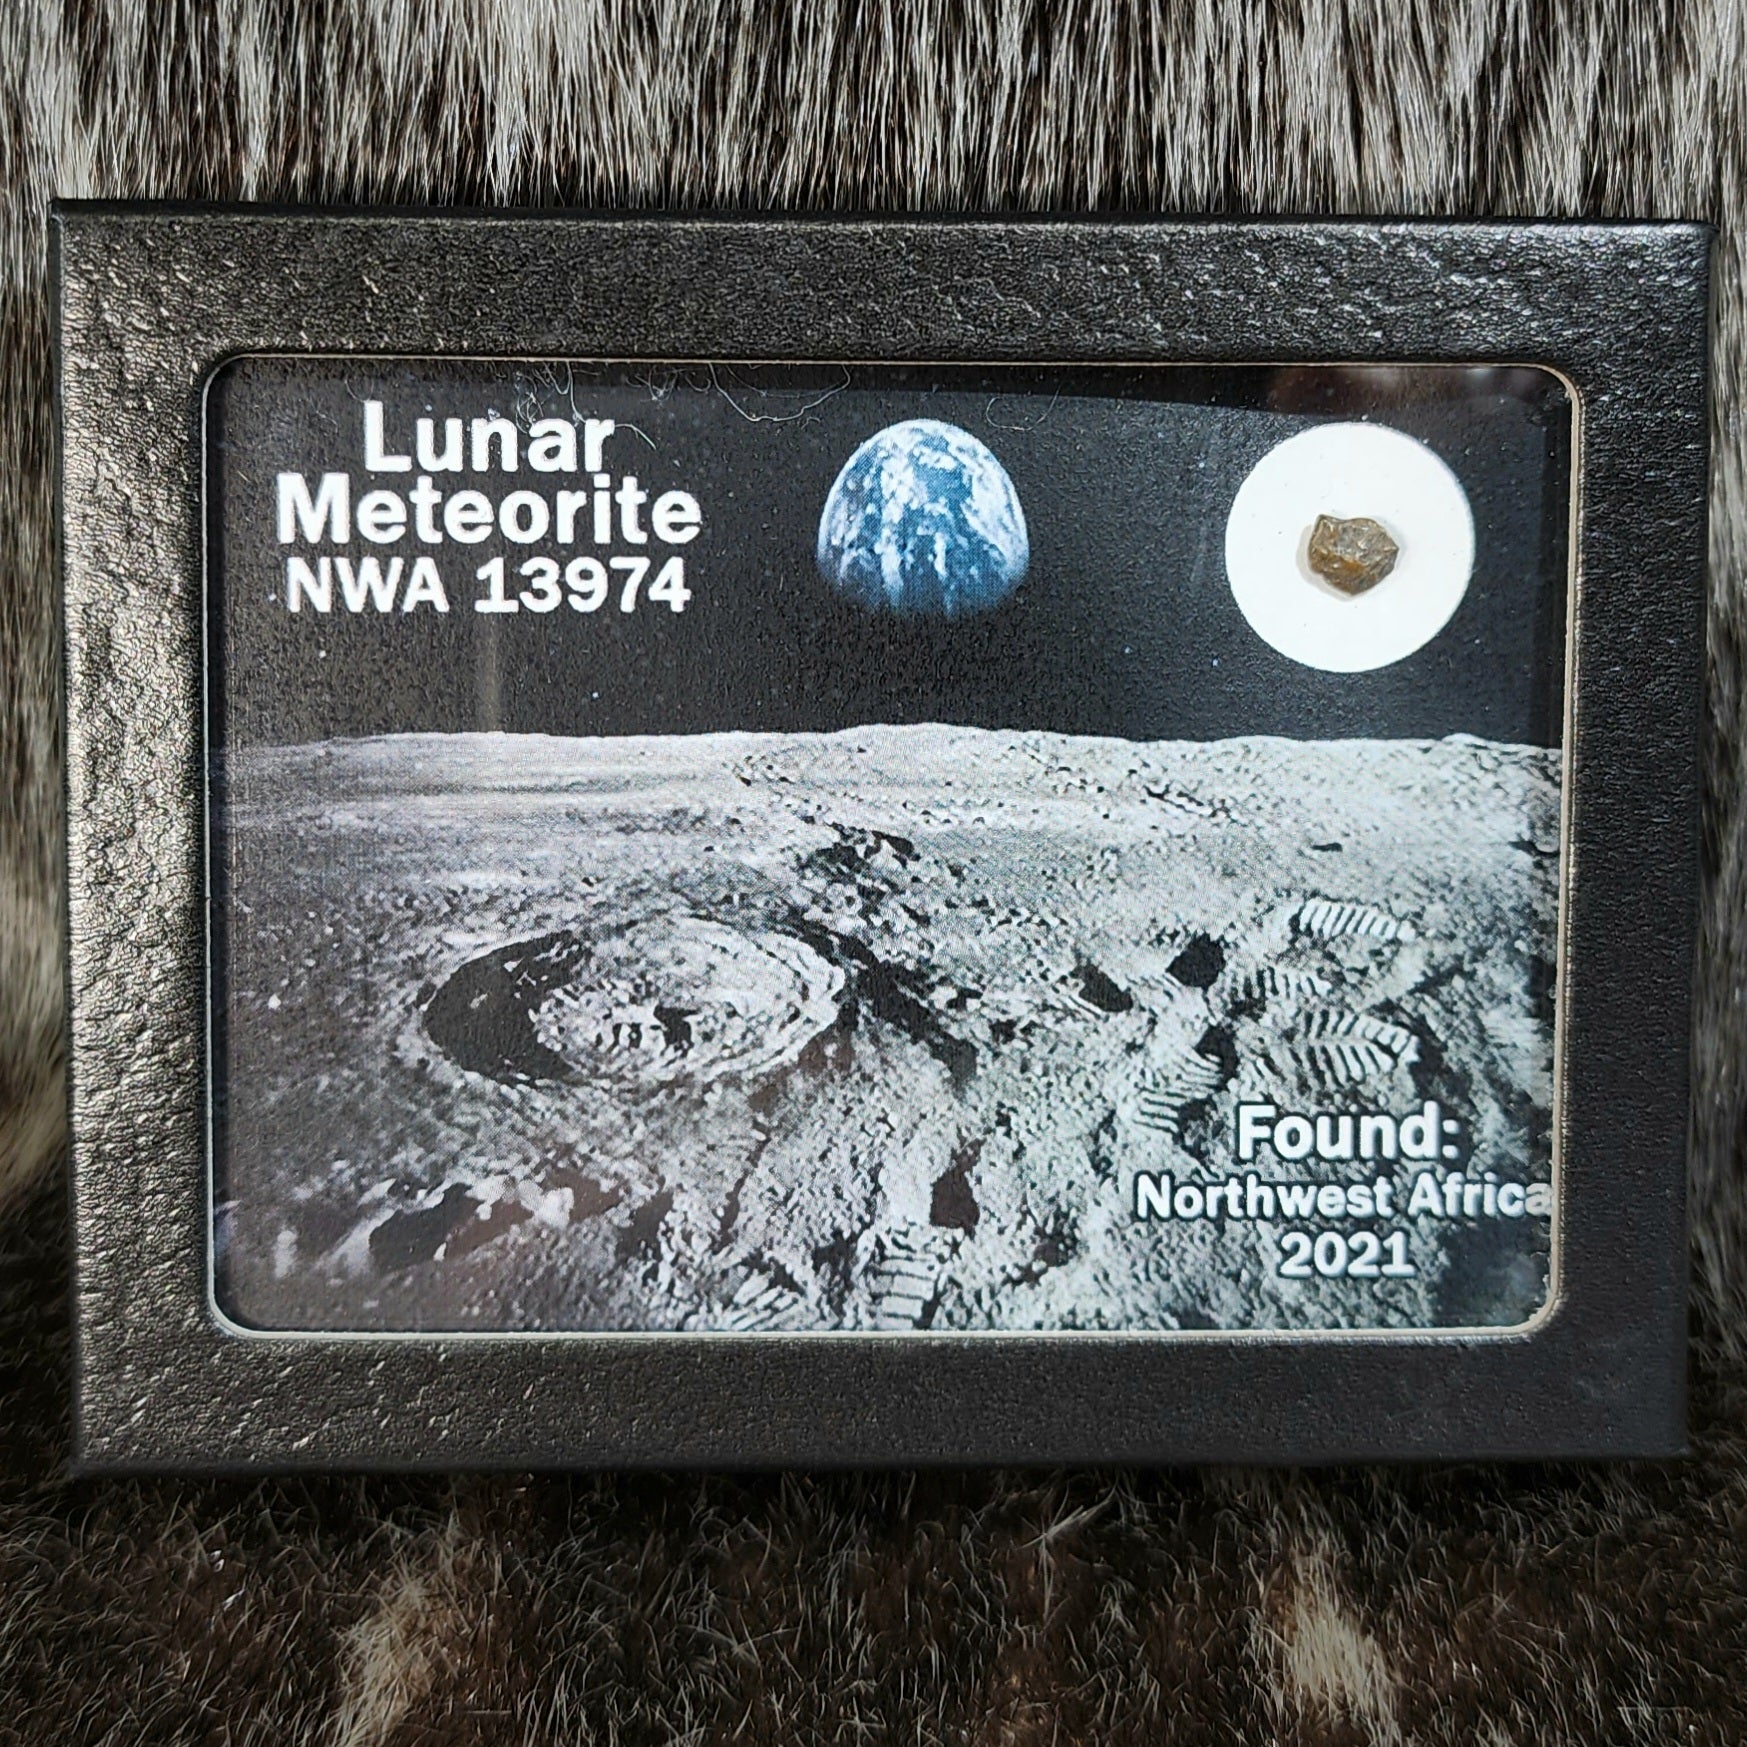 Lunar
Meteorite
NWA 13974
Found:
Northwest Africa
2021